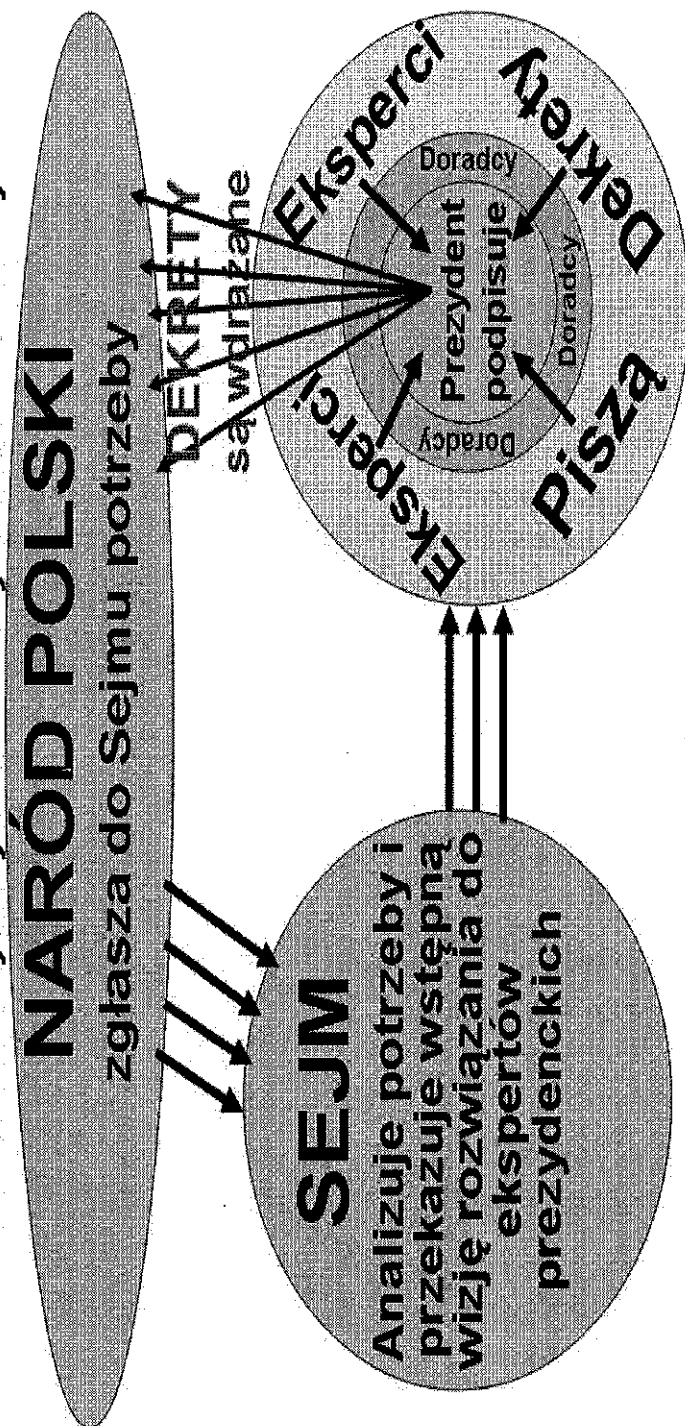 NARÓD POLSKI
zgłasza do Sejmu potrzeby
DEKRETY
są wdrażane
SEJM
Analizuje potrzeby i
przekazuje wstępną
wizję rozwiązania do
ekspertów
prezydenckich
Eksperci
Eksperci
Piszą
Dekrety
Doradcy
Doradcy
Doradcy
Prezydent
podpisuje